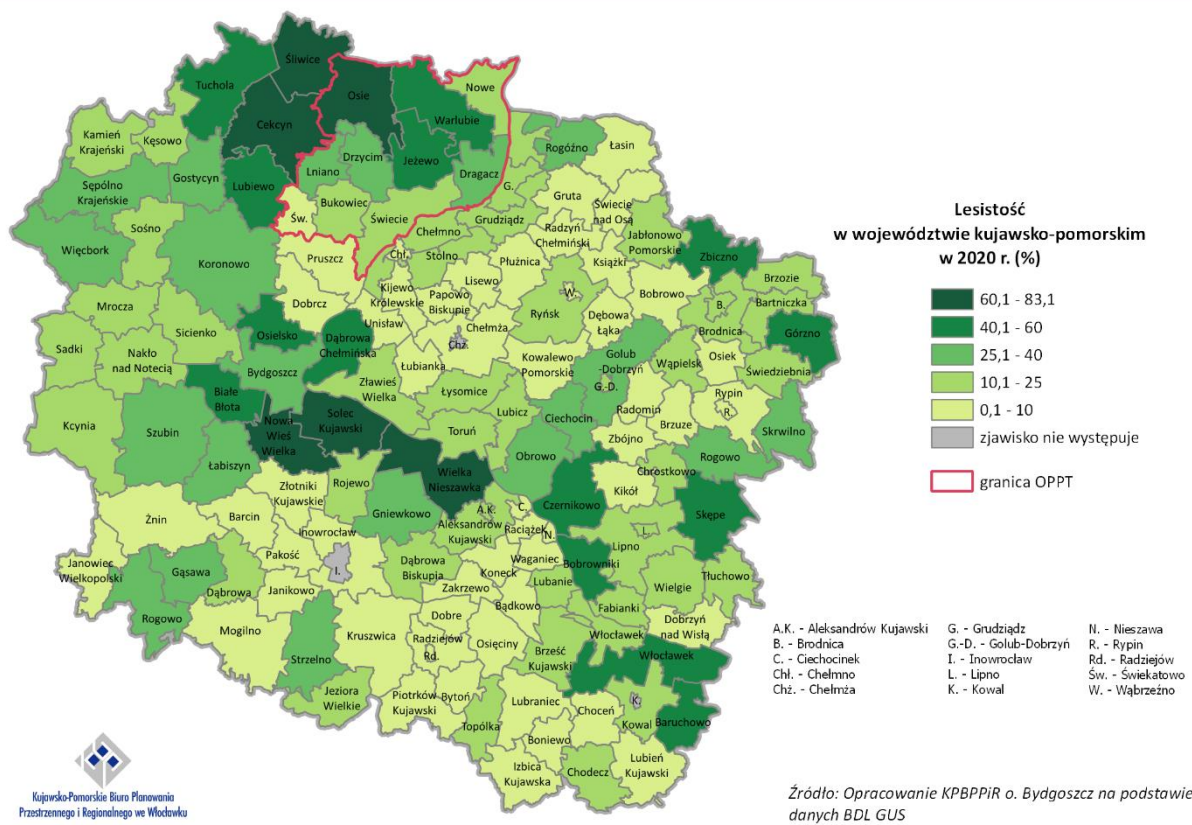 Śliwice
Tuchola
Osie
Nowe
Cekcyn
Warlubie
Kamień
Krajeński
Kęsowo
Rogóźno
Łasin
Drzycim
Jeżewo
Lniano
Dragacz
Gostycyn
Lubiewo
Sępólno
Krajeńskie
G.
Gruta
Bukowiec
Św.
Świecie
Grudziądz
Świecie
nad Osą
Sośno
Chełmno
Radzyń
Chełmiński
Jabłonowo
Pomorskie
Więcbork
Koronowo
Zbiczno
Pruszcz
Chł.
Stolno
Płużnica
Książki
Brzozie
Kijewo
Królewskie
Lisewo
W.
Bobrowo
Bartniczka
Mrocza
Dobrcz
Papowo
Biskupie
B.
Unisław
Chełmża
Ryńsk
Dębowa
Łąka
Brodnica
Górzno
Sicienko
Osielsko
Dąbrowa
Chełmińska
Chż.
Sadki
Nakło
nad Notecią
Bydgoszcz
Łubianka
Kowalewo
Pomorskie
Golub
-Dobrzyń
Wąpielsk
Osiek
Świedziebnia
Zławieś
Wielka
Łysomice
G.-D.
Białe
Błota
Rypin
R.
Kcynia
Solec
Kujawski
Lubicz
Ciechocin
Radomin
Brzuze
Szubin
Nowa
Wieś
Wielka
Toruń
Zbójno
Skrwilno
Łabiszyn
Wielka
Nieszawka
Obrowo
Rogowo
Złotniki
Kujawskie
Rojewo
Chrostkowo
Kikół
Czernikowo
Gniewkowo
A.K.
C.
Skępe
Żnin
Barcin
Inowrocław
Aleksandrów
Kujawski
Raciążek
N.
L.
Lipno
Pakość
I.
Dąbrowa
Biskupia
Waganiec
Bobrowniki
Janowiec
Wielkopolski
Gąsawa
Koneck
Lubanie
Tłuchowo
Dąbrowa
Janikowo
Zakrzewo
Wielgie
Rogowo
Bądkowo
Fabianki
Dobre
Dobrzyń
nad Wisłą
Mogilno
Kruszwica
Radziejów
Osięciny
Włocławek
Rd.
Brześć
Kujawski
Włocławek
Strzelno
Jeziora
Wielkie
Piotrków
Kujawski
Bytoń
Lubraniec
K.
Topólka
Choceń
Kowal
Baruchowo
Boniewo
Izbica
Kujawska
Chodecz
Lubień
Kujawski
Lesistość
w województwie kujawsko-pomorskim
w 2020 r. (%)
60,1 - 83,1
40,1 - 60
25,1 - 40
10,1 - 25
0,1 - 10
zjawisko nie występuje
granica OPPT
A.K. - Aleksandrów Kujawski
B. - Brodnica
C. - Ciechocinek
Chł. - Chełmno
Chż. - Chełmża
G. - Grudziądz
G.-D. - Golub-Dobrzyń
I. - Inowrocław
L. - Lipno
K. - Kowal
N. - Nieszawa
R. - Rypin
Rd. - Radziejów
Św. - Świekatowo
W. - Wąbrzeźno
Kujawsko-Pomorskie Biuro Planowania
Przestrzennego i Regionalnego we Włocławku
Źródło: Opracowanie KPBPPiR o. Bydgoszcz na podstawie
danych BDL GUS